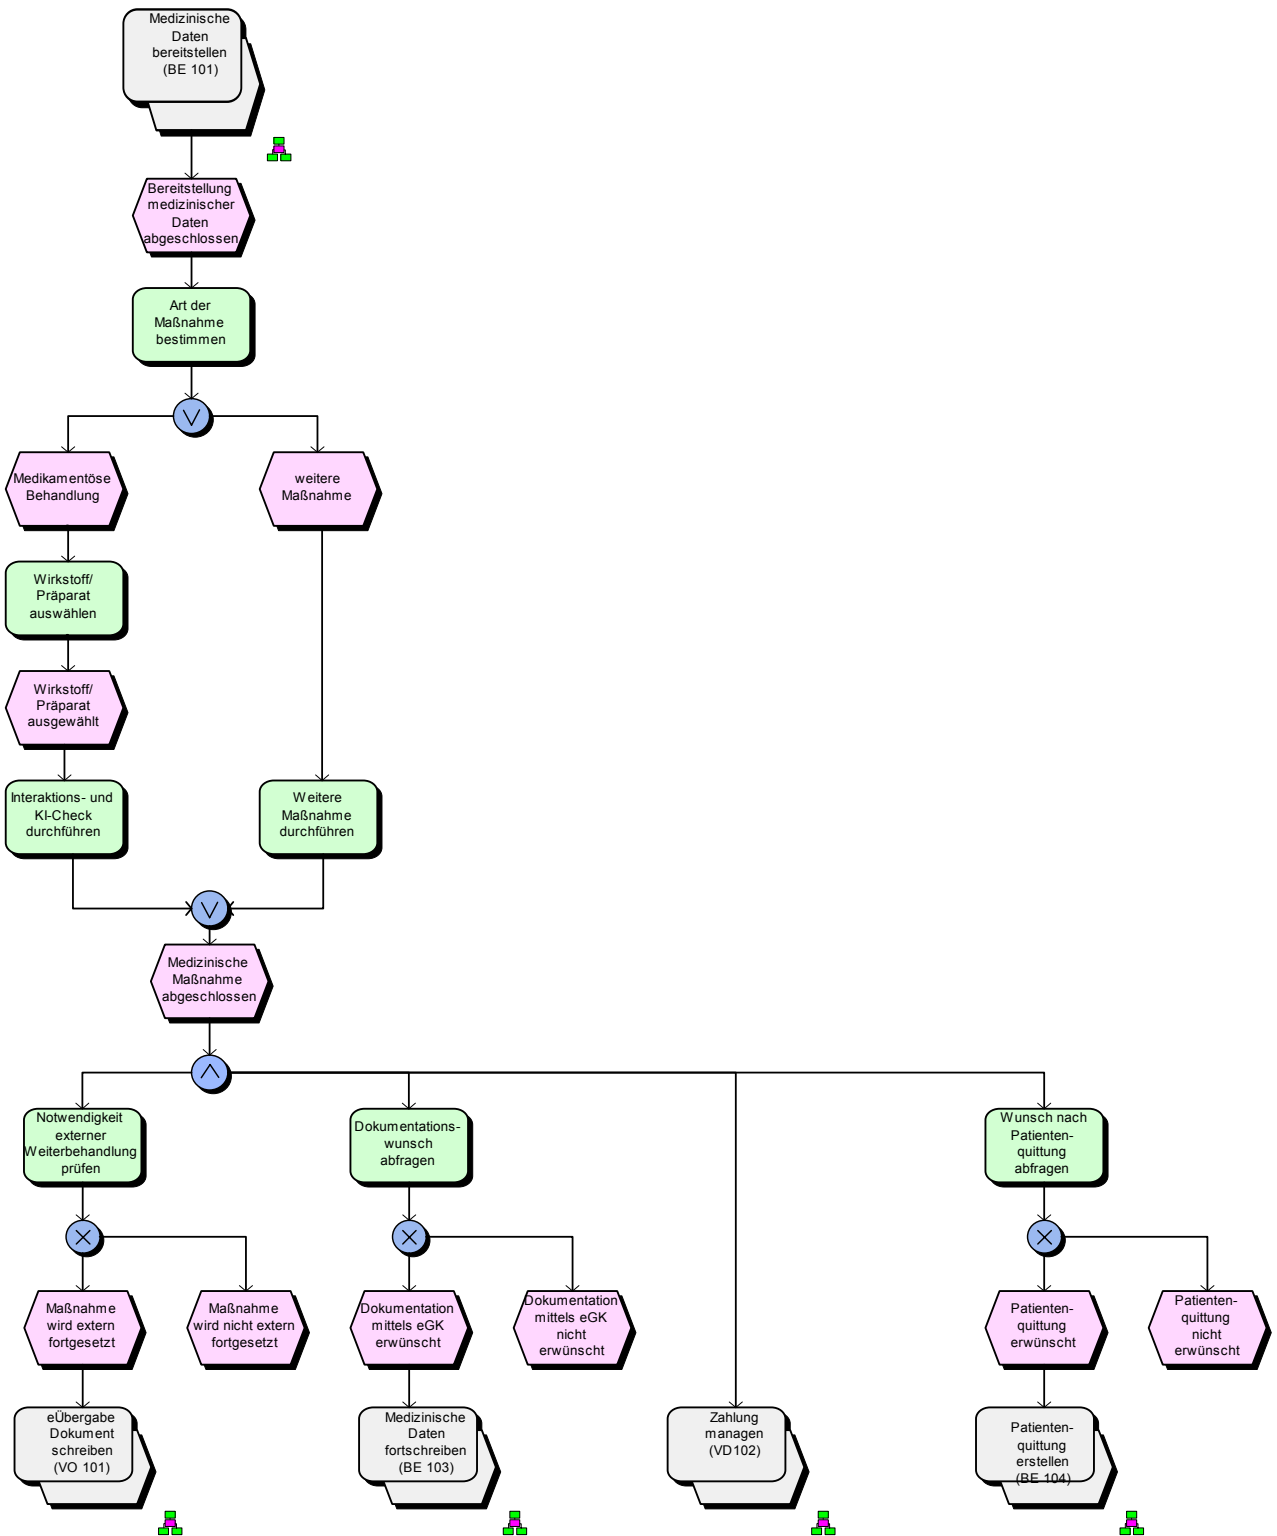 Medizinische
Daten
bereitstellen
(BE 101)
Bereitstellung
medizinischer
Daten
abgeschlossen
Art der
Maßnahme
bestimmen
Medikamentöse
Behandlung
weitere
Maßnahme
Wirkstoff/
Präparat
auswählen
Wirkstoff/
Präparat
ausgewählt
Interaktions- und
KI-Check
durchführen
Weitere
Maßnahme
durchführen
Medizinische
Maßnahme
abgeschlossen
Notwendigkeit
externer
Weiterbehandlung
prüfen
Dokumentations-
wunsch
abfragen
Wunsch nach
Patienten-
quittung
abfragen
Maßnahme
wird extern
fortgesetzt
Maßnahme
wird nicht extern
fortgesetzt
Dokumentation
mittels eGK
erwünscht
Dokumentation
mittels eGK
nicht
erwünscht
Patienten-
quittung
erwünscht
Patienten-
quittung
nicht
erwünscht
eÜbergabe
Dokument
schreiben
(VO 101)
Medizinische
Daten
fortschreiben
(BE 103)
Zahlung
managen
(VD102)
Patienten-
quittung
erstellen
(BE 104)